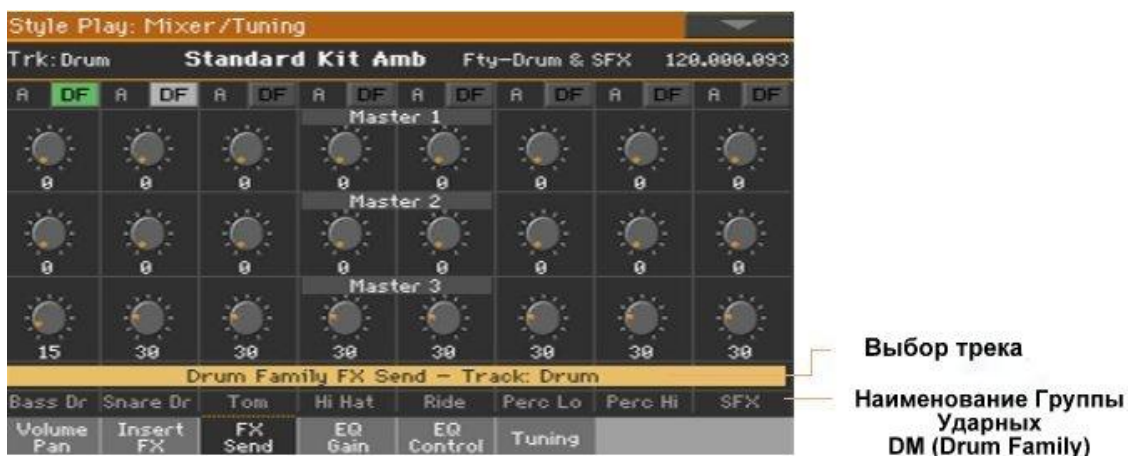 Style Play: Mixer/Tuning
Trk: Drum Standard Kit Amb Fty-Drum & SFX 120.000.093
A DF A DF A DF A DF A DF A DF A DF A DF
Master 1
0 0 0 0 0 0 0 0
Master 2
0 0 0 0 0 0 0 0
Master 3
15 30 30 30 30 30 30 30
Drum Family FX Send - Track: Drum
Bass Dr Snare Dr Tom Hi Hat Ride Perc Lo Perc Hi SFX
Volume Pan Insert FX FX Send EQ Gain EQ Control Tuning
Выбор трека
Наименование Группы
Ударных
DM (Drum Family)